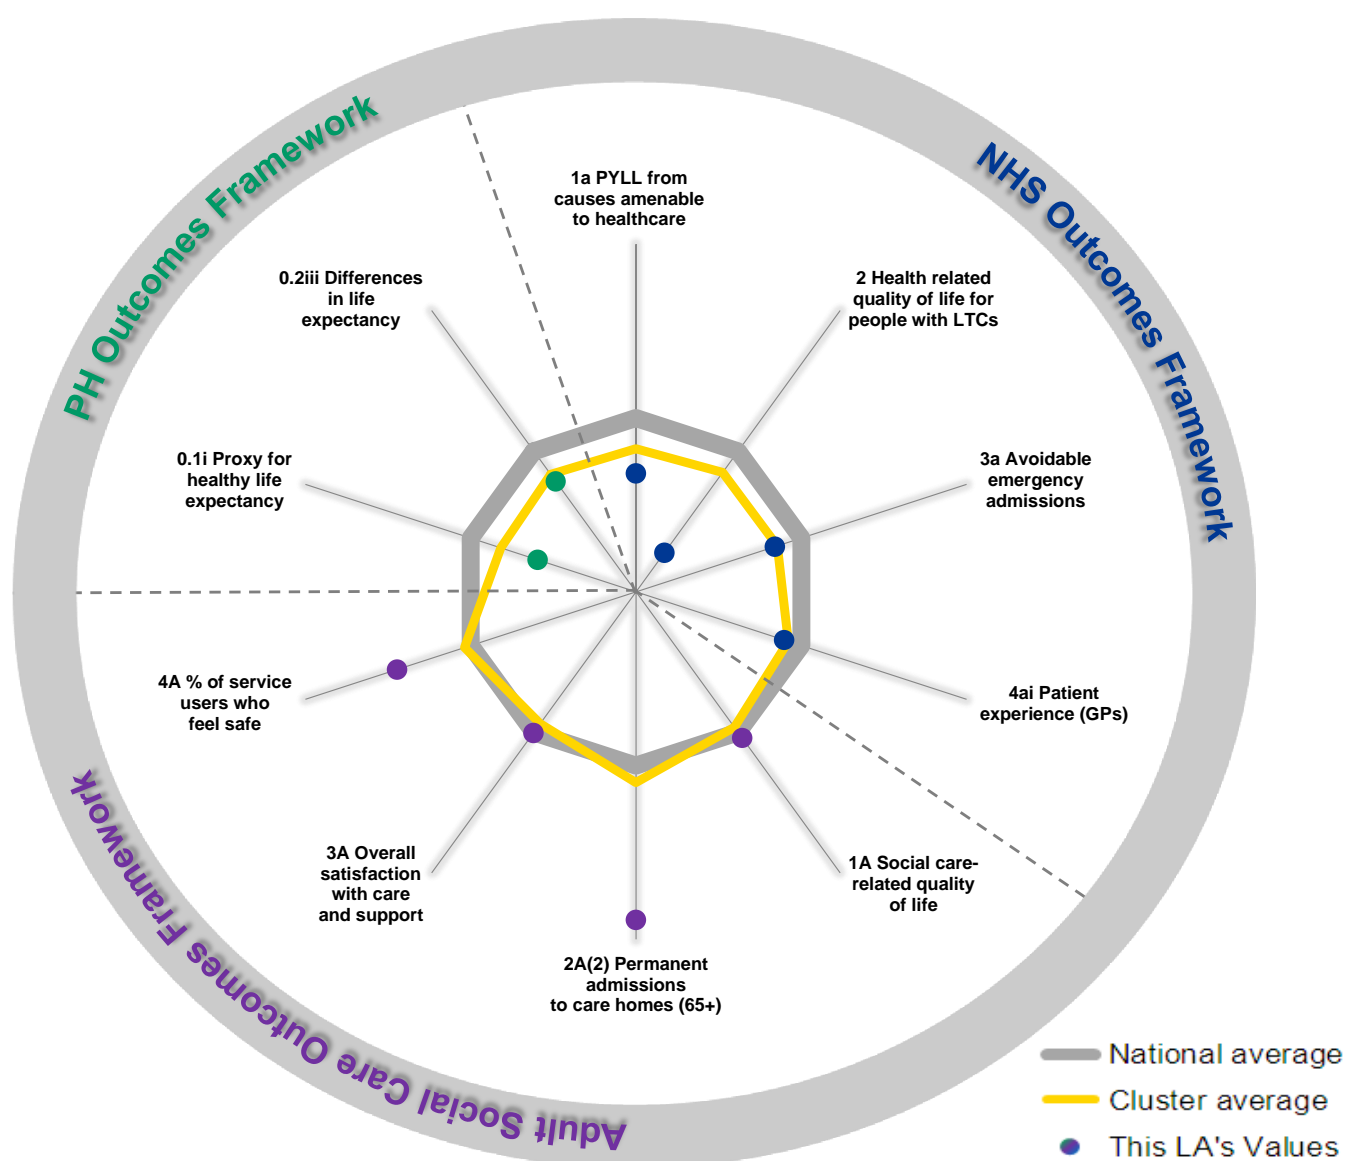 PH Outcomes Framework
NHS Outcomes Framework
1a PYLL from
causes amenable
to healthcare
0.2iii Differences
in life
expectancy
2 Health related
quality of life for
people with LTCs
0.1i Proxy for
healthy life
expectancy
3a Avoidable
emergency
admissions
4A % of service
users who
feel safe
4ai Patient
experience (GPs)
3A Overall
satisfaction
with care
and support
1A Social care-
related quality
of life
2A(2) Permanent
admissions
to care homes (65+)
Adult Social Care Outcomes Framework
National average
Cluster average
This LA's Values